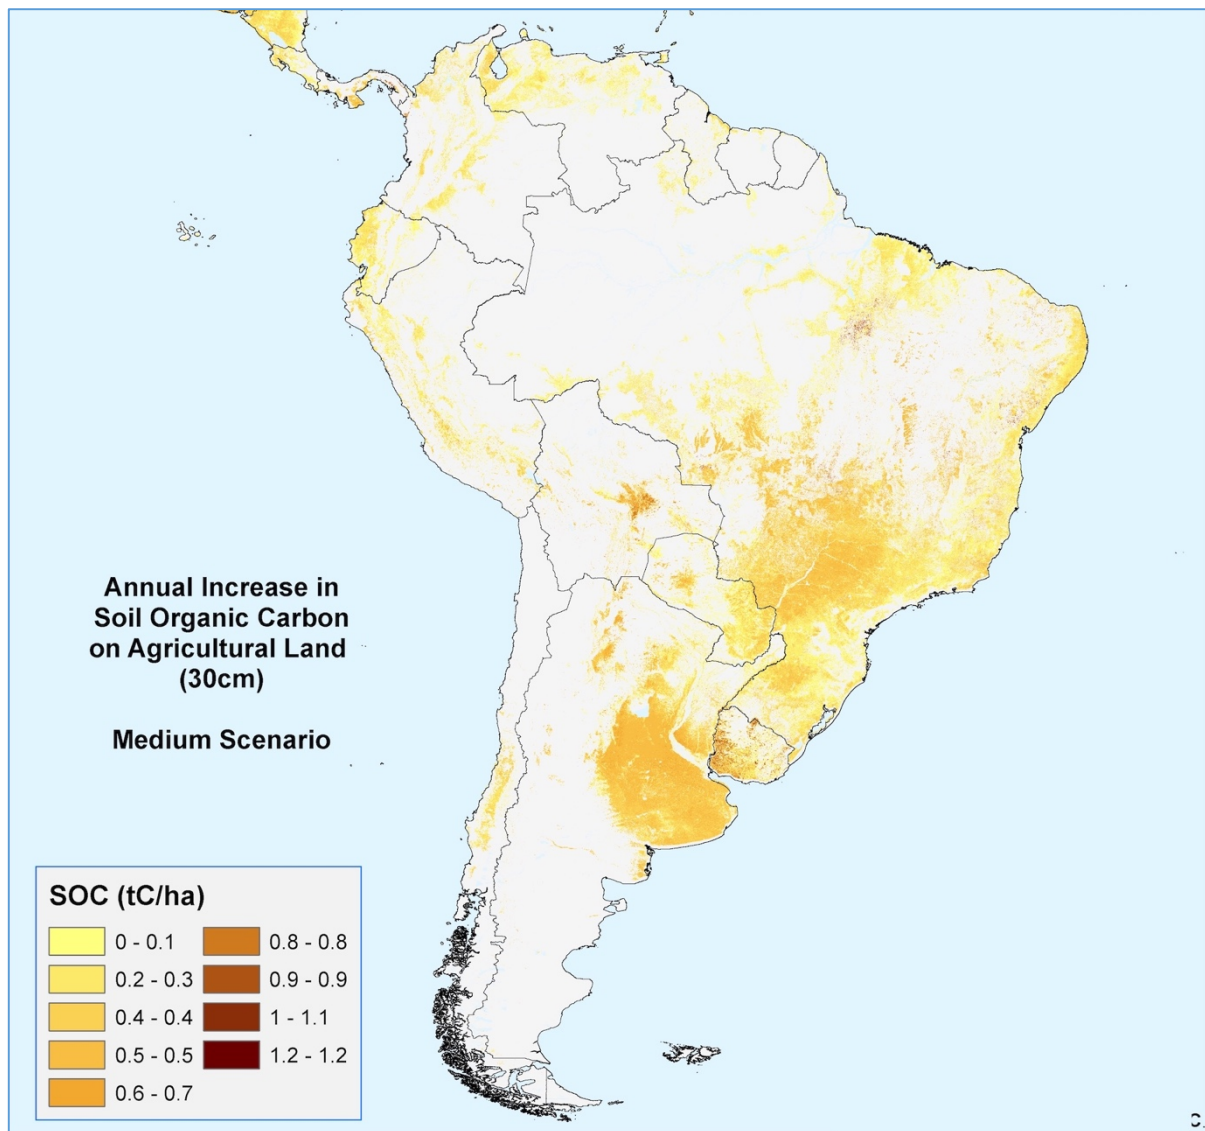 Annual Increase in
Soil Organic Carbon
on Agricultural Land
(30cm)
Medium Scenario
SOC (tC/ha)
0 - 0.1
0.2 - 0.3
0.4 - 0.4
0.5 - 0.5
0.6 - 0.7
0.8 - 0.8
0.9 - 0.9
1 - 1.1
1.2 - 1.2